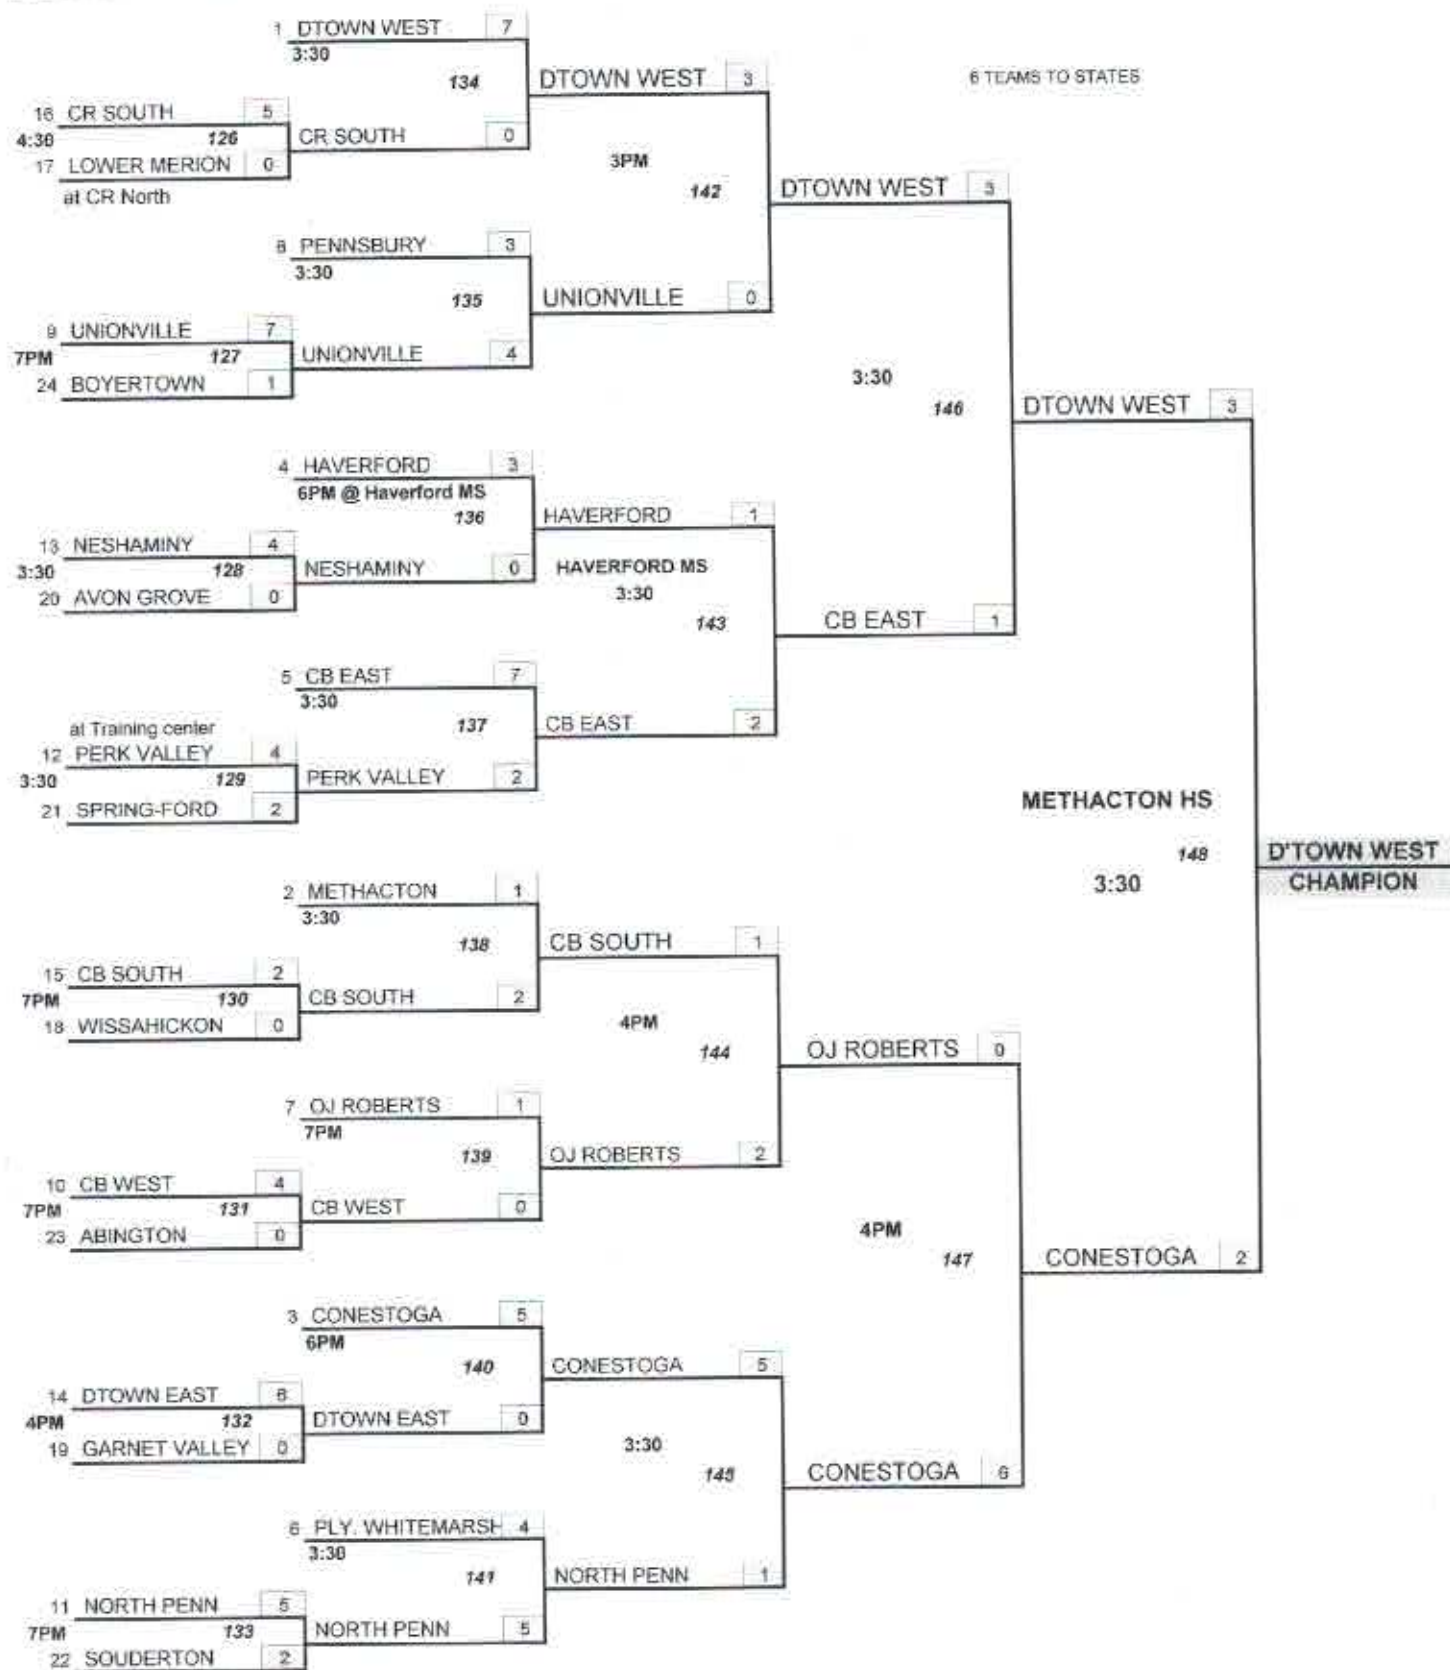 1 DTOWN WEST 7
3:30
134
DTOWN WEST 3
6 TEAMS TO STATES
16 CR SOUTH 5
4:30 126
CR SOUTH 0
17 LOWER MERION 0
at CR North
3PM
142
DTOWN WEST 3
8 PENNSBURY 3
3:30
135
UNIONVILLE 0
9 UNIONVILLE 7
7PM 127
UNIONVILLE 4
24 BOYERTOWN 1
3:30
146
DTOWN WEST 3
4 HAVERFORD 3
6PM @ Haverford MS
136
HAVERFORD 1
13 NESHAMINY 4
3:30 128
NESHAMINY 0
20 AVON GROVE 0
HAVERFORD MS
3:30
143
CB EAST 1
5 CB EAST 7
3:30
137
CB EAST 2
at Training center
12 PERK VALLEY 4
3:30 129
PERK VALLEY 2
21 SPRING-FORD 2
METHACTON HS
148
3:30
D'TOWN WEST
CHAMPION
2 METHACTON 1
3:30
138
CB SOUTH 1
15 CB SOUTH 2
7PM 130
CB SOUTH 2
18 WISSAHICKON 0
4PM
144
OJ ROBERTS 0
7 OJ ROBERTS 1
7PM
139
OJ ROBERTS 2
10 CB WEST 4
7PM 131
CB WEST 0
23 ABINGTON 0
4PM
147
CONESTOGA 2
3 CONESTOGA 5
6PM
140
CONESTOGA 5
14 DTOWN EAST 6
4PM 132
DTOWN EAST 0
19 GARNET VALLEY 0
3:30
145
CONESTOGA 6
6 PLY. WHITEMARSH 4
3:30
141
NORTH PENN 1
11 NORTH PENN 5
7PM 133
NORTH PENN 5
22 SOUDERTON 2